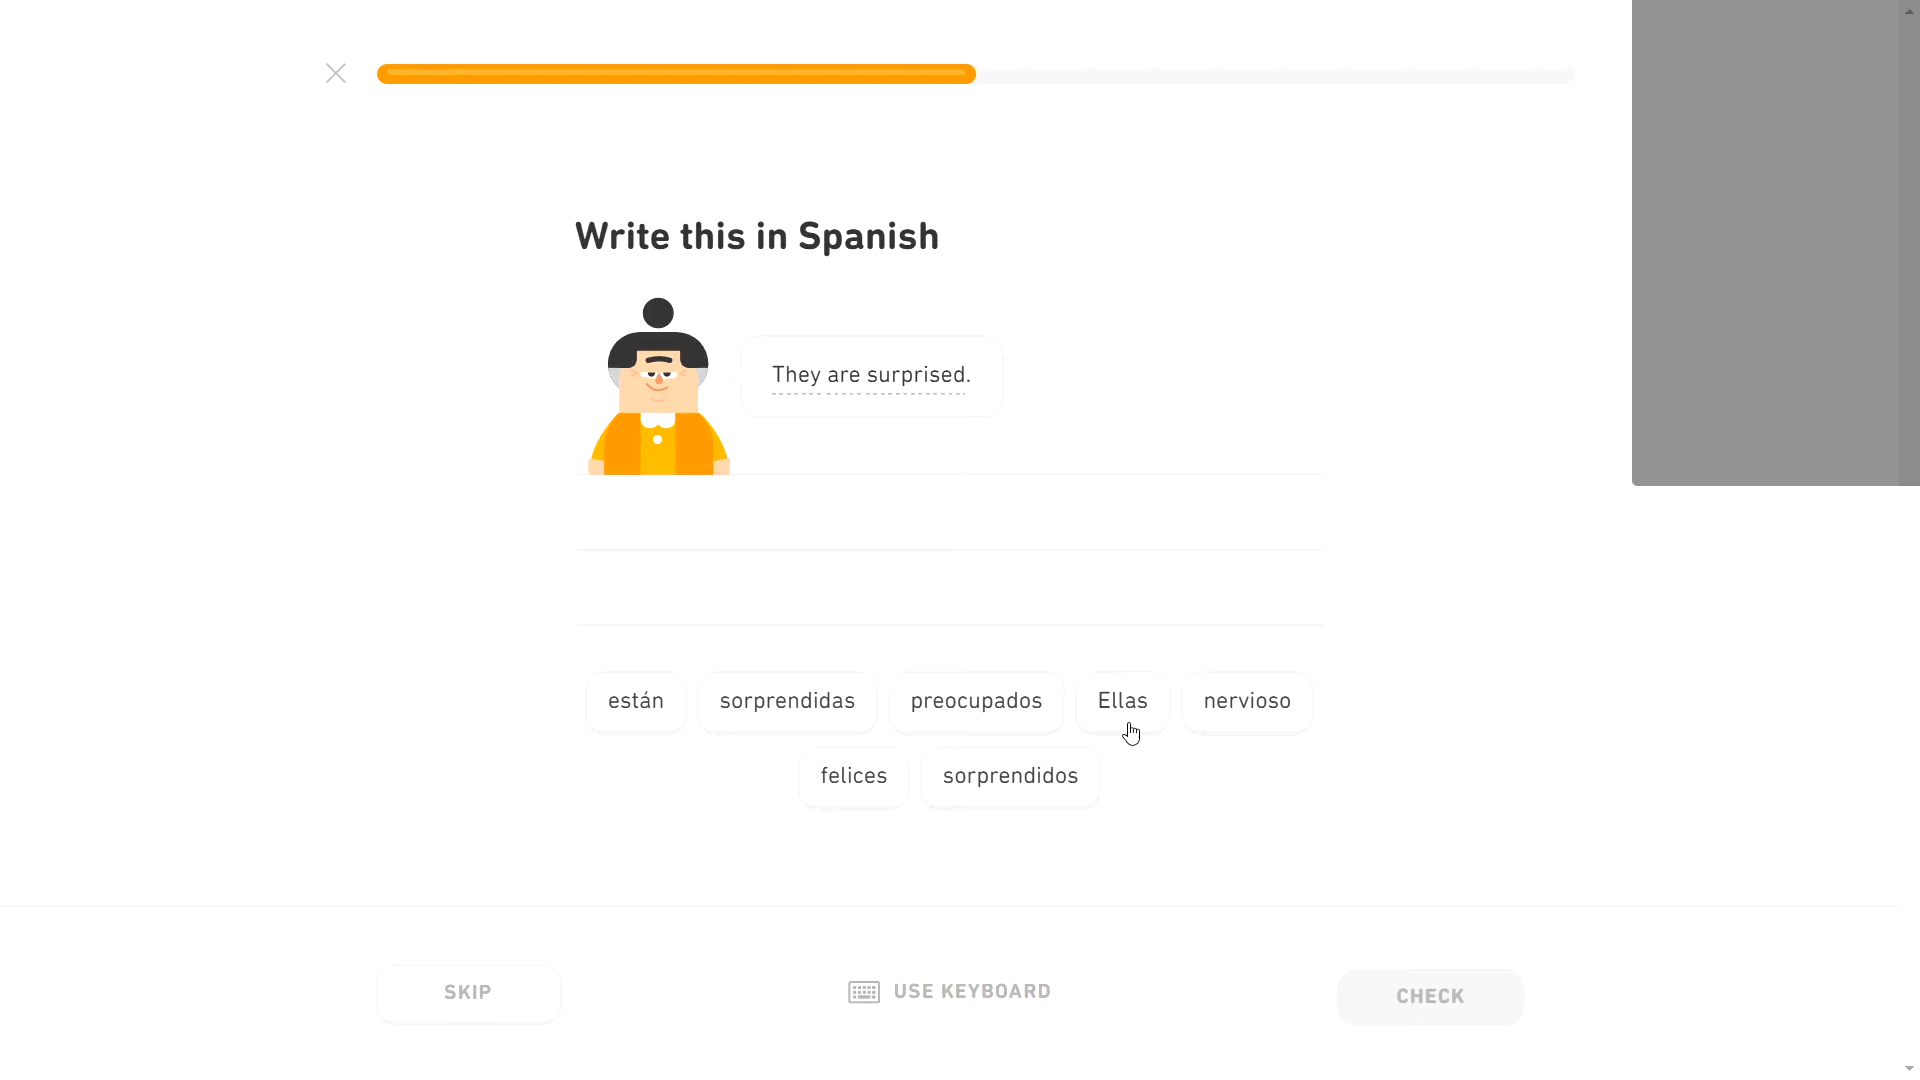 Write this in Spanish
They are surprised.
están sorprendidas preocupados Ellas nervioso
felices sorprendidos
SKIP USE KEYBOARD CHECK